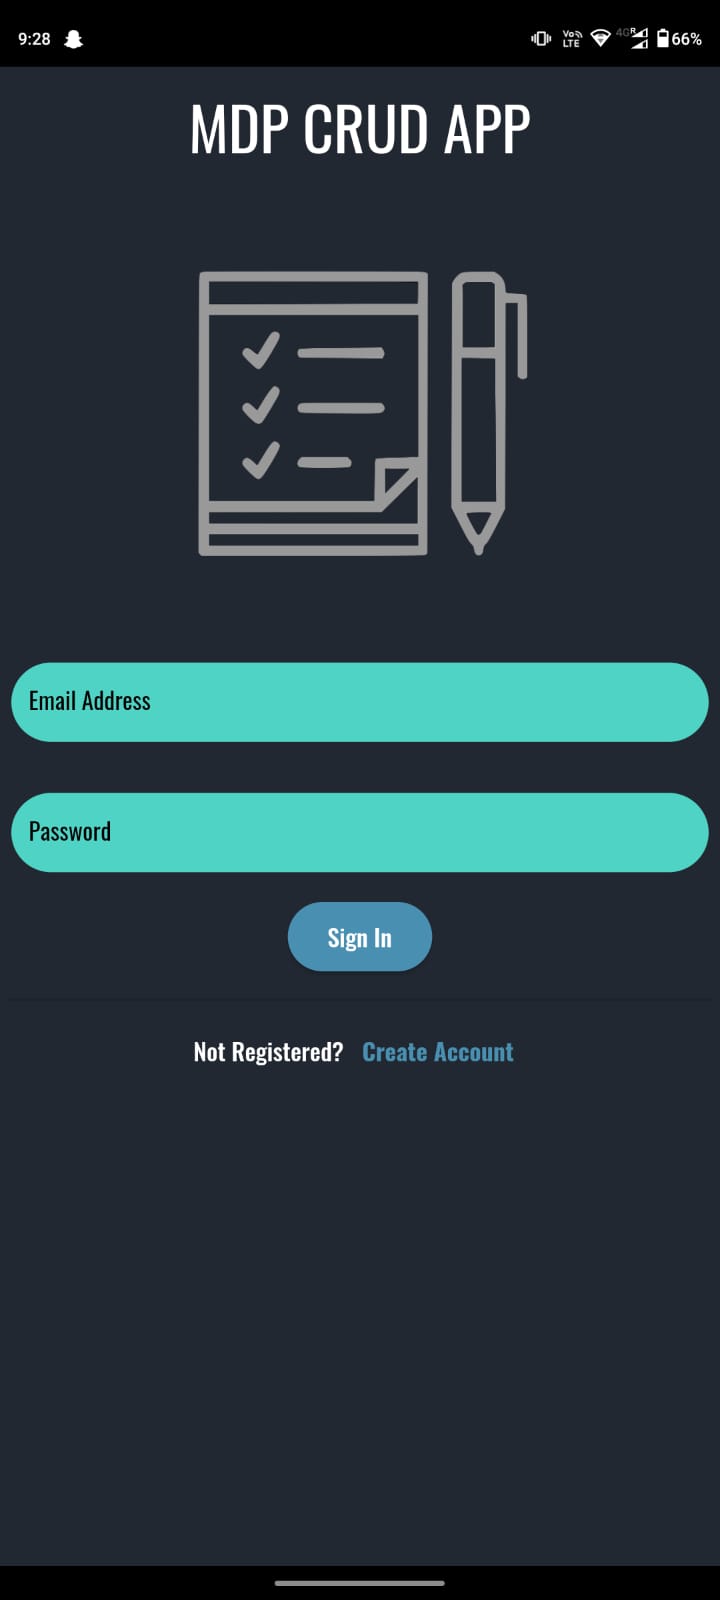 9:28 Vo LTE 4G R 66%
MDP CRUD APP
Email Address
Password
Sign In
Not Registered? Create Account